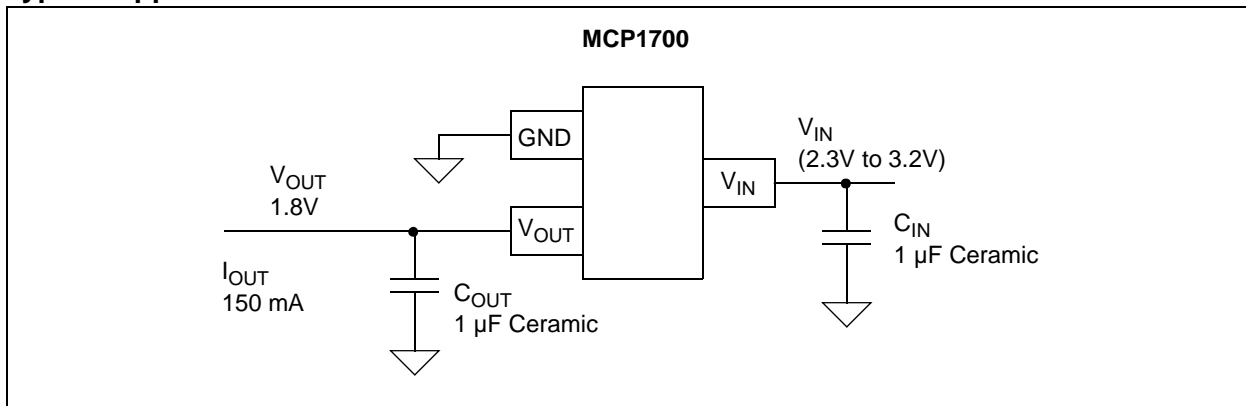 MCP1700
GND
V_IN
(2.3V to 3.2V)
V_IN
V_OUT
1.8V
V_OUT
C_IN
1 µF Ceramic
I_OUT
150 mA
C_OUT
1 µF Ceramic